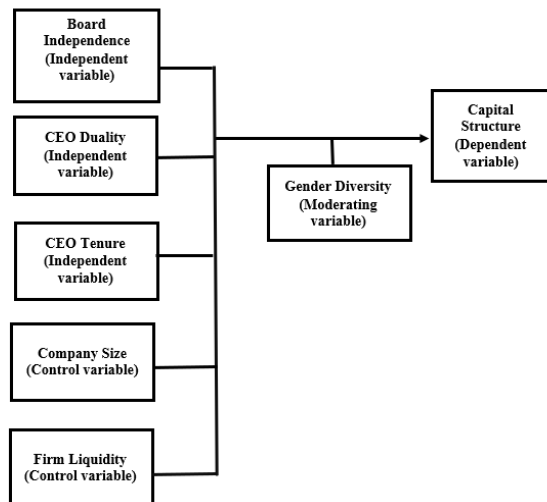 Board
Independence
(Independent
variable)
CEO Duality
(Independent
variable)
CEO Tenure
(Independent
variable)
Company Size
(Control variable)
Firm Liquidity
(Control variable)
Gender Diversity
(Moderating
variable)
Capital
Structure
(Dependent
variable)